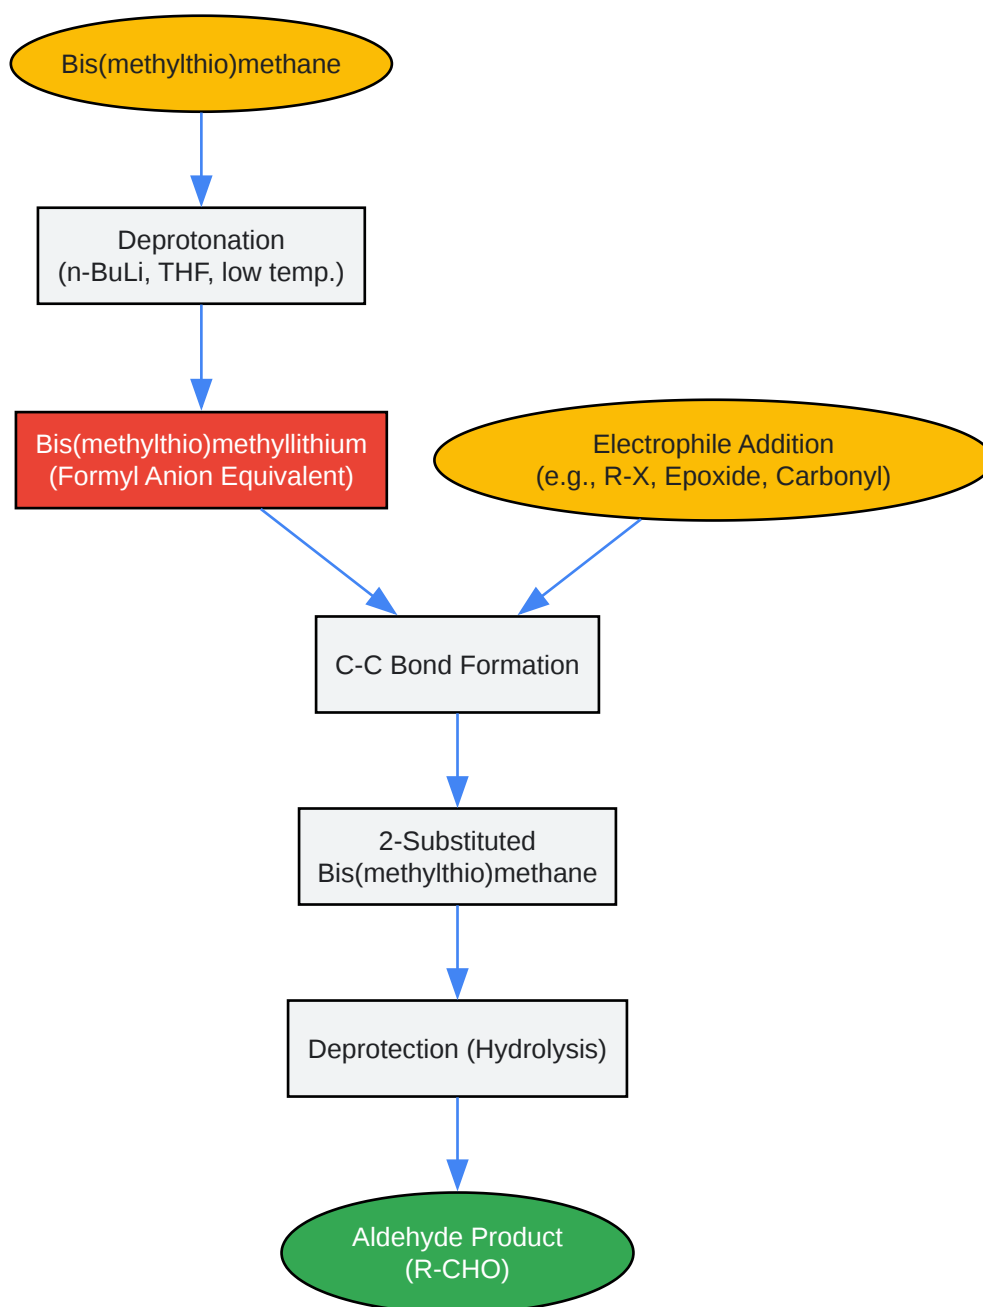 Bis(methylthio)methane
Deprotonation
(n-BuLi, THF, low temp.)
Bis(methylthio)methyllithium
(Formyl Anion Equivalent)
Electrophile Addition
(e.g., R-X, Epoxide, Carbonyl)
C-C Bond Formation
2-Substituted
Bis(methylthio)methane
Deprotection (Hydrolysis)
Aldehyde Product
(R-CHO)